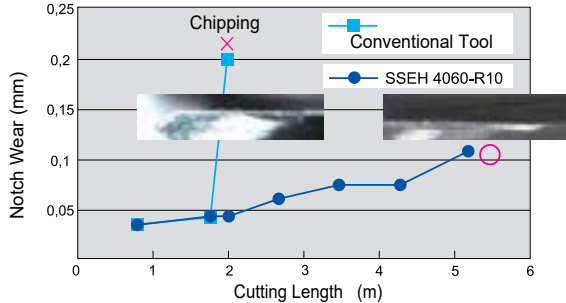 Chipping
Conventional Tool
SSEH 4060-R10
Notch Wear (mm)
0,25
0,2
0,15
0,1
0,05
0
0 1 2 3 4 5 6
Cutting Length (m)